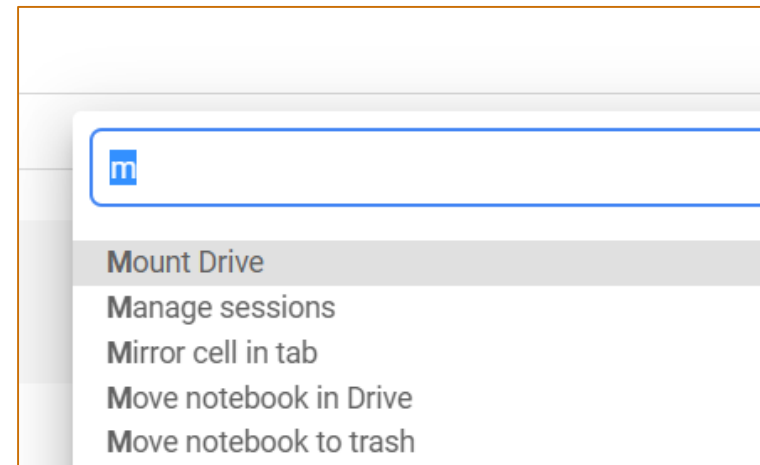 m
Mount Drive
Manage sessions
Mirror cell in tab
Move notebook in Drive
Move notebook to trash